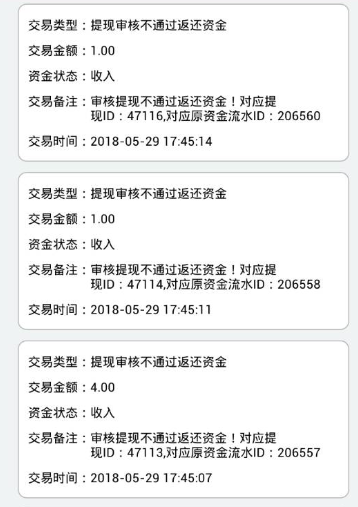 交易类型：提现审核不通过返还资金
交易金额：1.00
资金状态：收入
交易备注：审核提现不通过返还资金！对应提
现ID：47116,对应原资金流水ID：206560
交易时间：2018-05-29 17:45:14
交易类型：提现审核不通过返还资金
交易金额：1.00
资金状态：收入
交易备注：审核提现不通过返还资金！对应提
现ID：47114,对应原资金流水ID：206558
交易时间：2018-05-29 17:45:11
交易类型：提现审核不通过返还资金
交易金额：4.00
资金状态：收入
交易备注：审核提现不通过返还资金！对应提
现ID：47113,对应原资金流水ID：206557
交易时间：2018-05-29 17:45:07